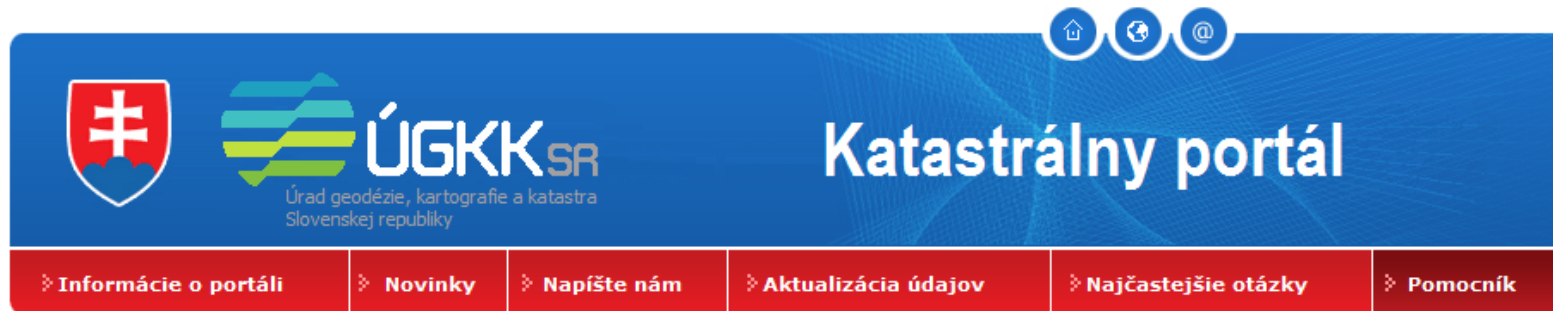 @
ÚGKK SR
Úrad geodézie, kartografie a katastra
Slovenskej republiky
Katastrálny portál
Informácie o portáli
Novinky
Napíšte nám
Aktualizácia údajov
Najčastejšie otázky
Pomocník